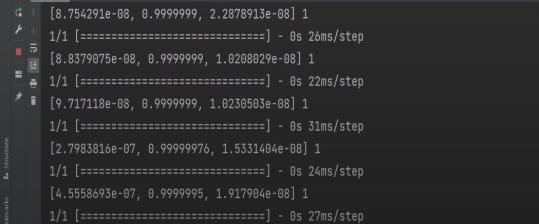 [8.754291e-08, 0.9999999, 2.2878913e-08] 1
1/1 [==============================] - 0s 26ms/step
[8.8379075e-08, 0.9999999, 1.0208029e-08] 1
1/1 [==============================] - 0s 22ms/step
[9.717118e-08, 0.9999999, 1.0230503e-08] 1
1/1 [==============================] - 0s 31ms/step
[2.7983816e-07, 0.99999976, 1.5331404e-08] 1
1/1 [==============================] - 0s 24ms/step
[4.5558693e-07, 0.9999995, 1.917904e-08] 1
1/1 [==============================] - 0s 27ms/step
Structure